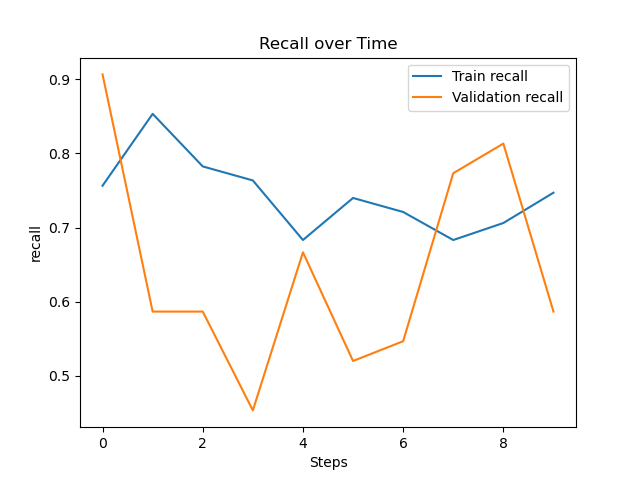 Recall over Time
Train recall
Validation recall
0.9
0.8
0.7
0.6
0.5
recall
0 2 4 6 8
Steps